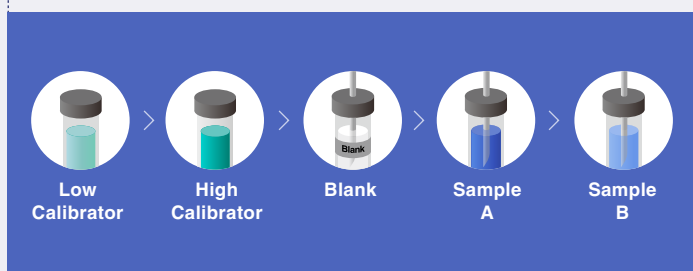 Blank
Low
Calibrator
High
Calibrator
Blank
Sample
A
Sample
B